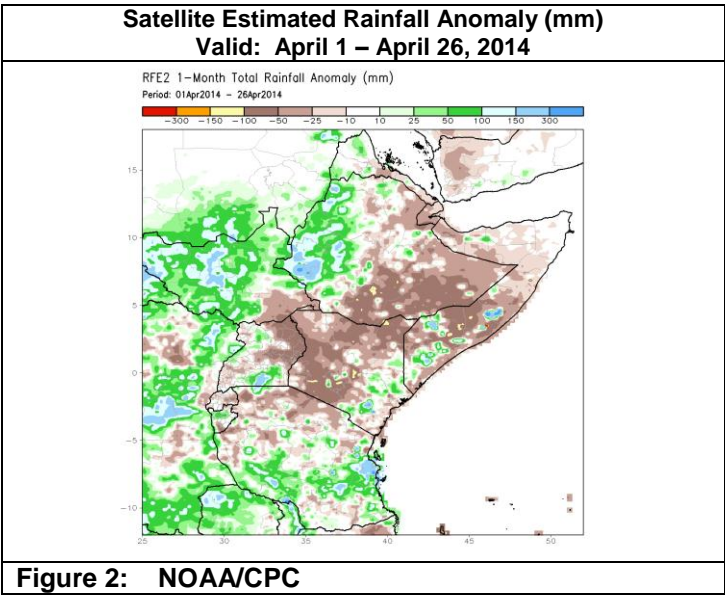 Satellite Estimated Rainfall Anomaly (mm)
Valid: April 1 – April 26, 2014
RFE2 1-Month Total Rainfall Anomaly (mm)
Period: 01Apr2014 - 26Apr2014
-300 -150 -100 -50 -25 -10 10 25 50 100 150 300
15
10
5
0
-5
-10
25 30 35 40 45 50
Figure 2: NOAA/CPC